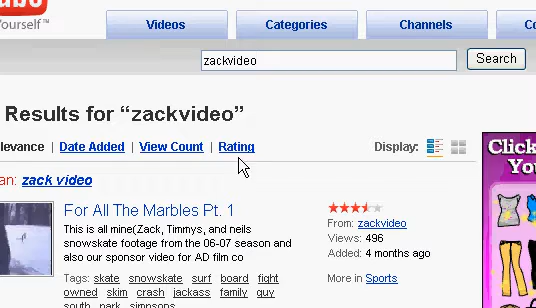 Yourself™
Videos
Categories
Channels
zackvideo
Search
Results for “zackvideo”
| Date Added | View Count | Rating
Display:
zack video
For All The Marbles Pt. 1
This is all mine(Zack, Timmys, and neils
snowskate footage from the 06-07 season and
also our sponsor video for AD film co
Tags: skate snowskate surf board fight
owned skim crash jackass family guy
south park simpsons
From: zackvideo
Views: 496
Added: 4 months ago
More in Sports